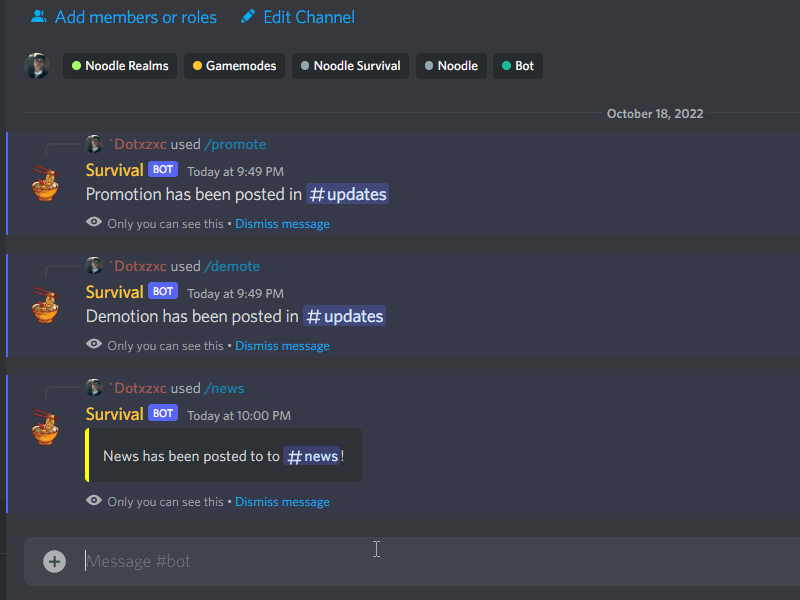 Add members or roles Edit Channel
Noodle Realms Gamemodes Noodle Survival Noodle Bot
October 18, 2022
`Dotxzxc used /promote
Survival BOT Today at 9:49 PM
Promotion has been posted in #updates
Only you can see this • Dismiss message
`Dotxzxc used /demote
Survival BOT Today at 9:49 PM
Demotion has been posted in #updates
Only you can see this • Dismiss message
`Dotxzxc used /news
Survival BOT Today at 10:00 PM
News has been posted to to #news!
Only you can see this • Dismiss message
Message #bot